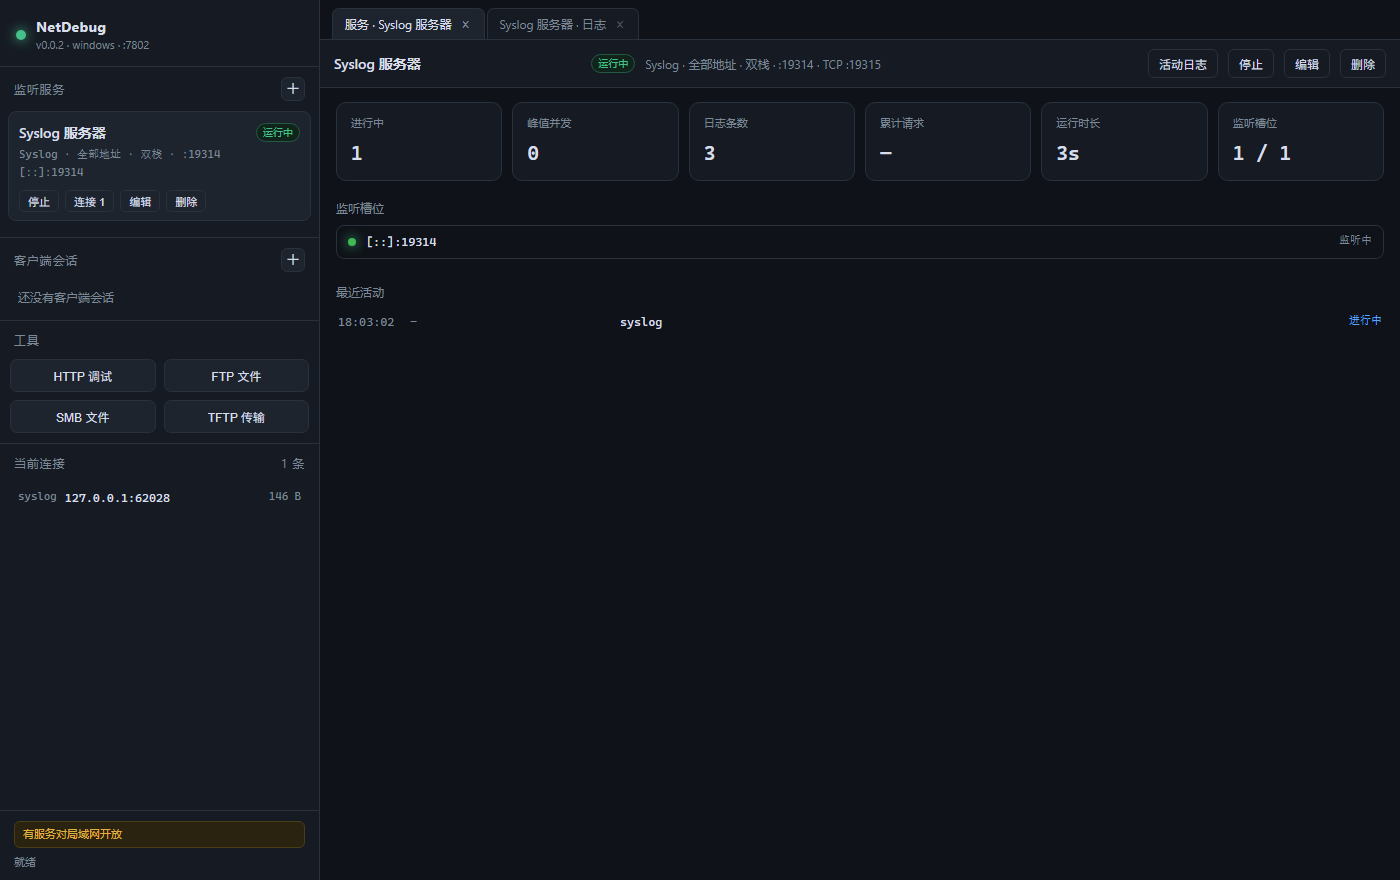 NetDebug
v0.0.2 · windows · :7802
监听服务
+
Syslog 服务器
运行中
Syslog · 全部地址 · 双栈 · :19314
[::]:19314
停止
连接 1
编辑
删除
客户端会话
+
还没有客户端会话
工具
HTTP 调试
FTP 文件
SMB 文件
TFTP 传输
当前连接
1 条
syslog 127.0.0.1:62028 146 B
有服务对局域网开放
就绪
服务 · Syslog 服务器 ×
Syslog 服务器 · 日志 ×
Syslog 服务器
运行中
Syslog · 全部地址 · 双栈 · :19314 · TCP :19315
活动日志
停止
编辑
删除
进行中
1
峰值并发
0
日志条数
3
累计请求
—
运行时长
3s
监听槽位
1 / 1
监听槽位
[::]:19314
监听中
最近活动
18:03:02 — syslog 进行中